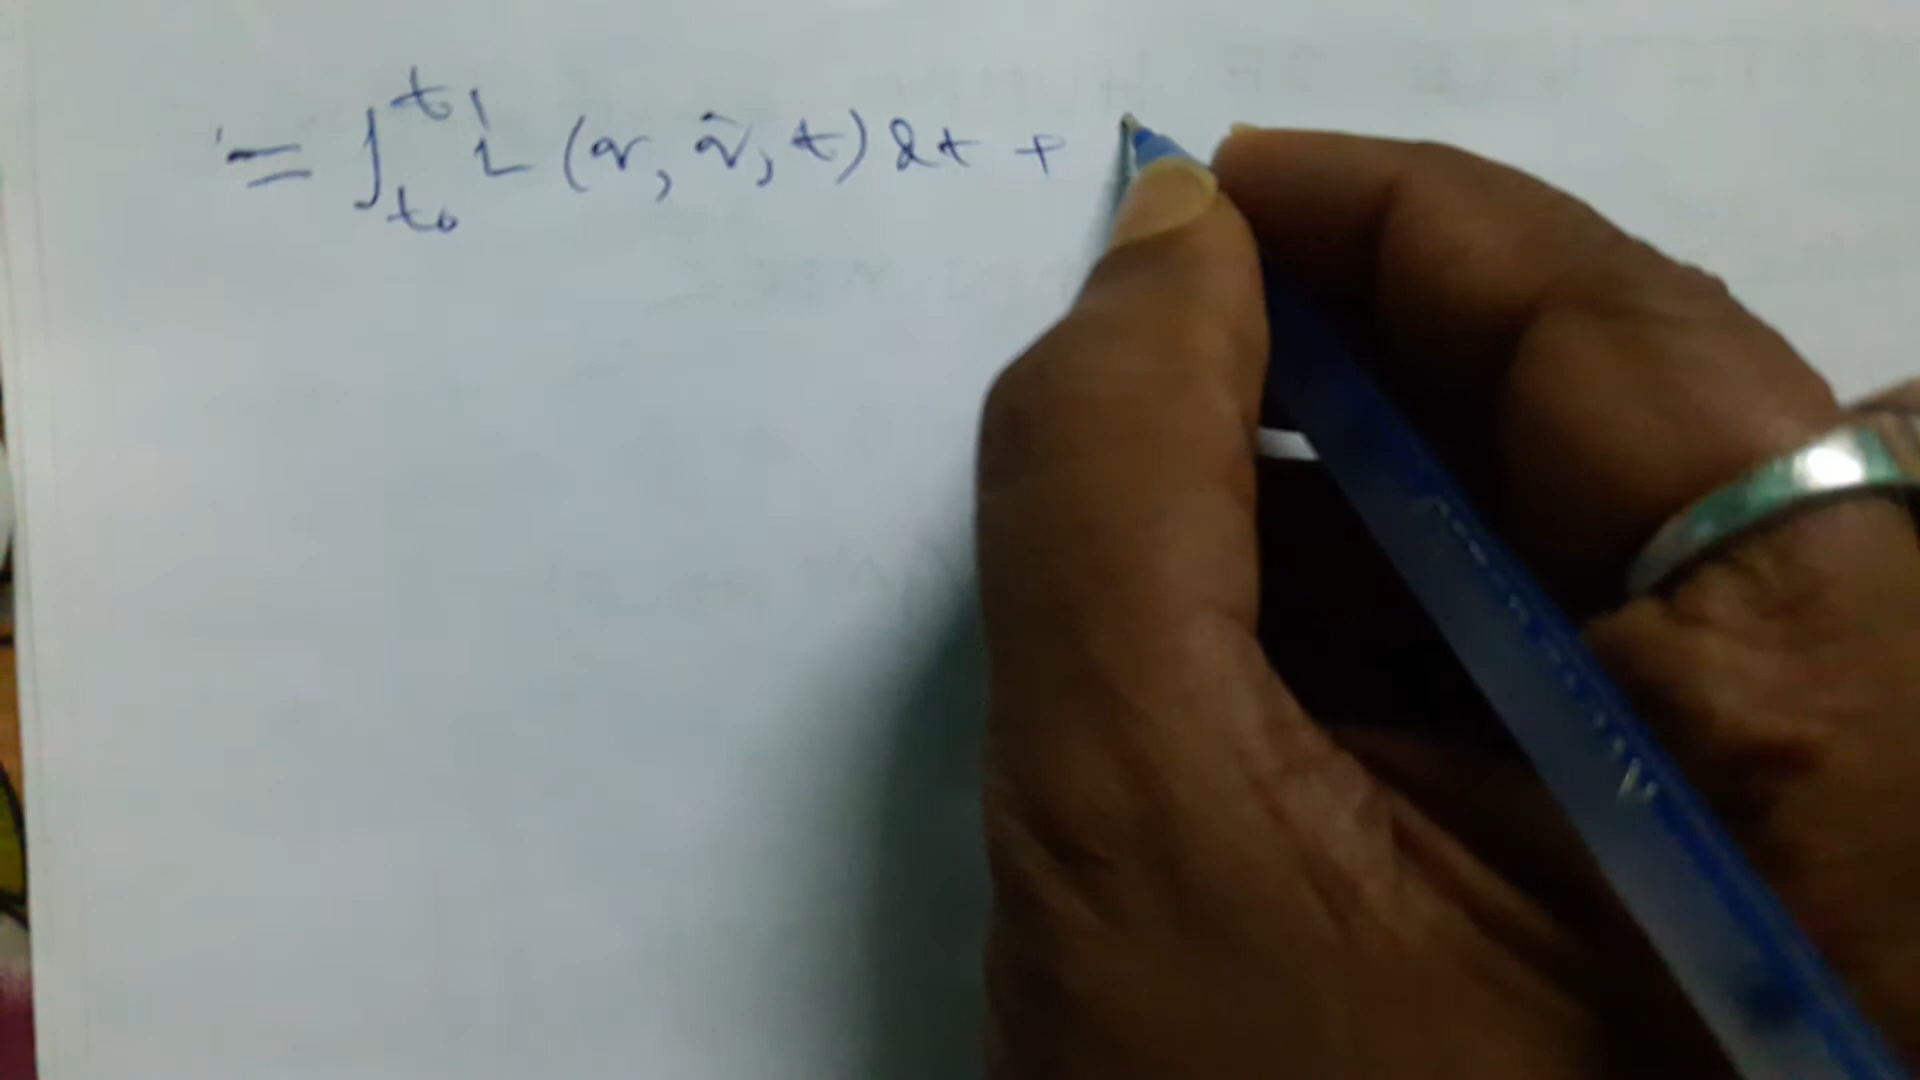 = ∫_{t₀}^{t₁} L (q, q̇, t) dt +